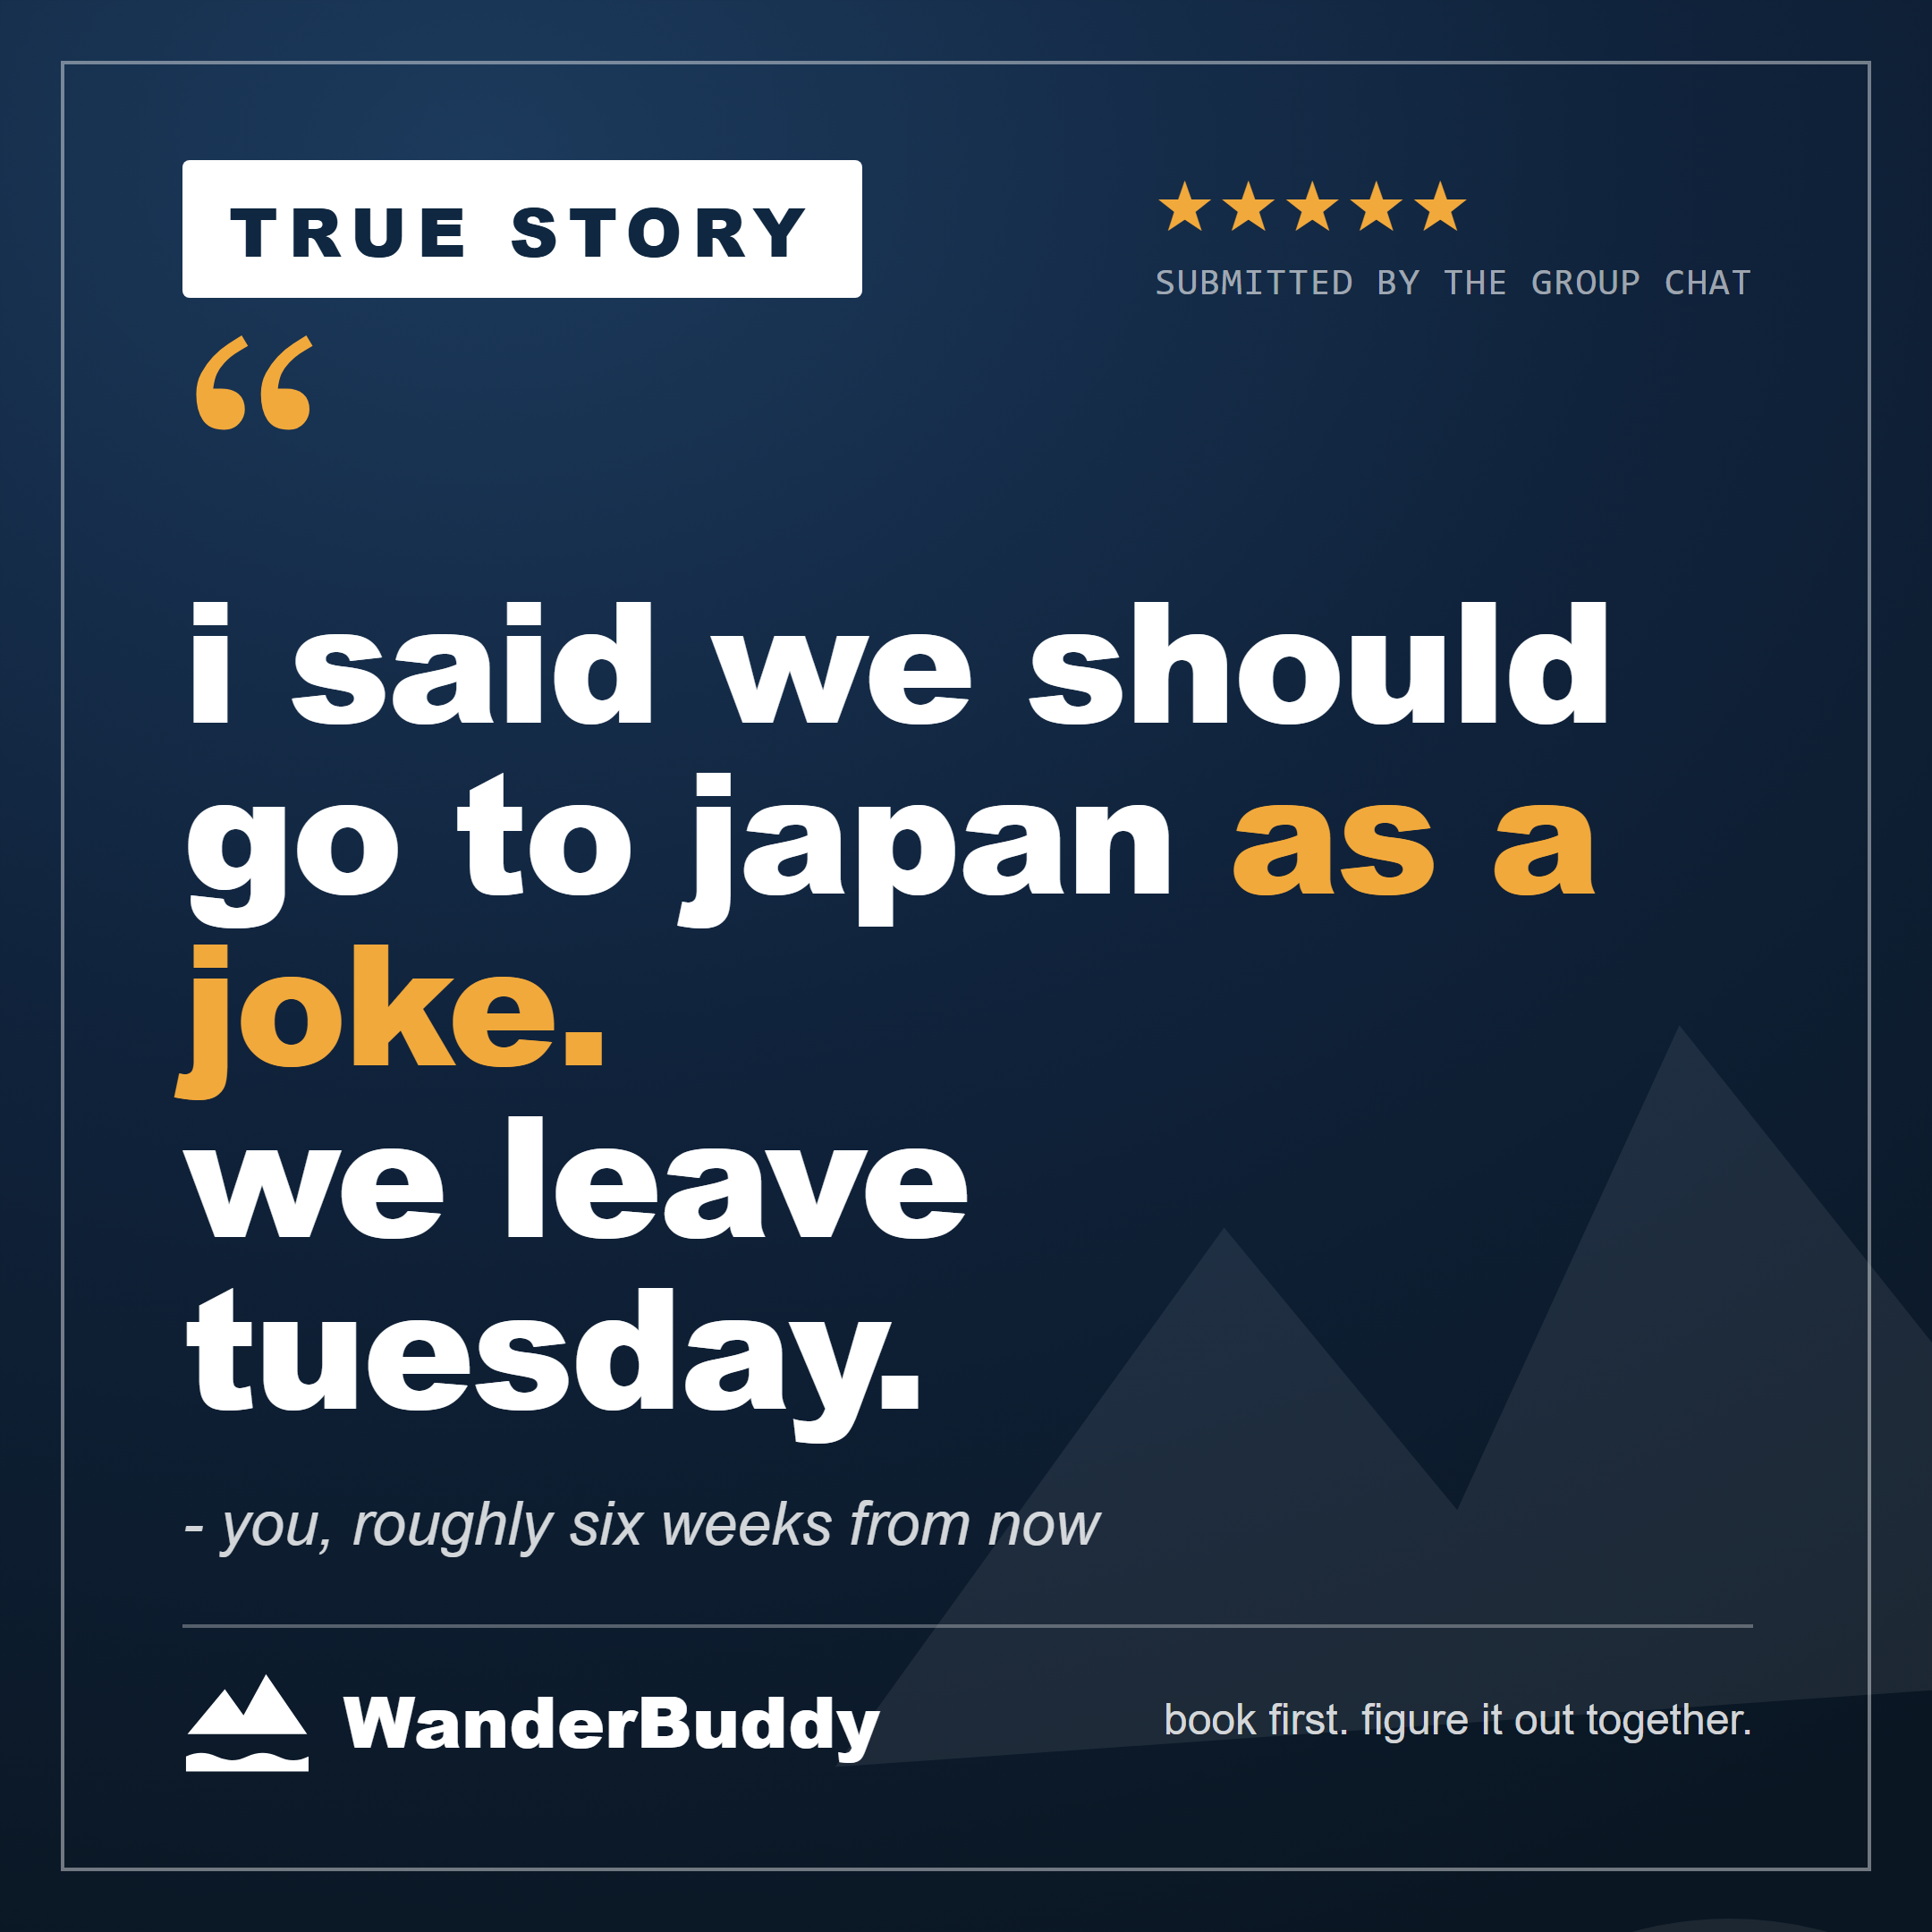 TRUE STORY
★★★★★
SUBMITTED BY THE GROUP CHAT
“
i said we should
go to japan as a
joke.
we leave
tuesday.
- you, roughly six weeks from now
WanderBuddy
book first. figure it out together.